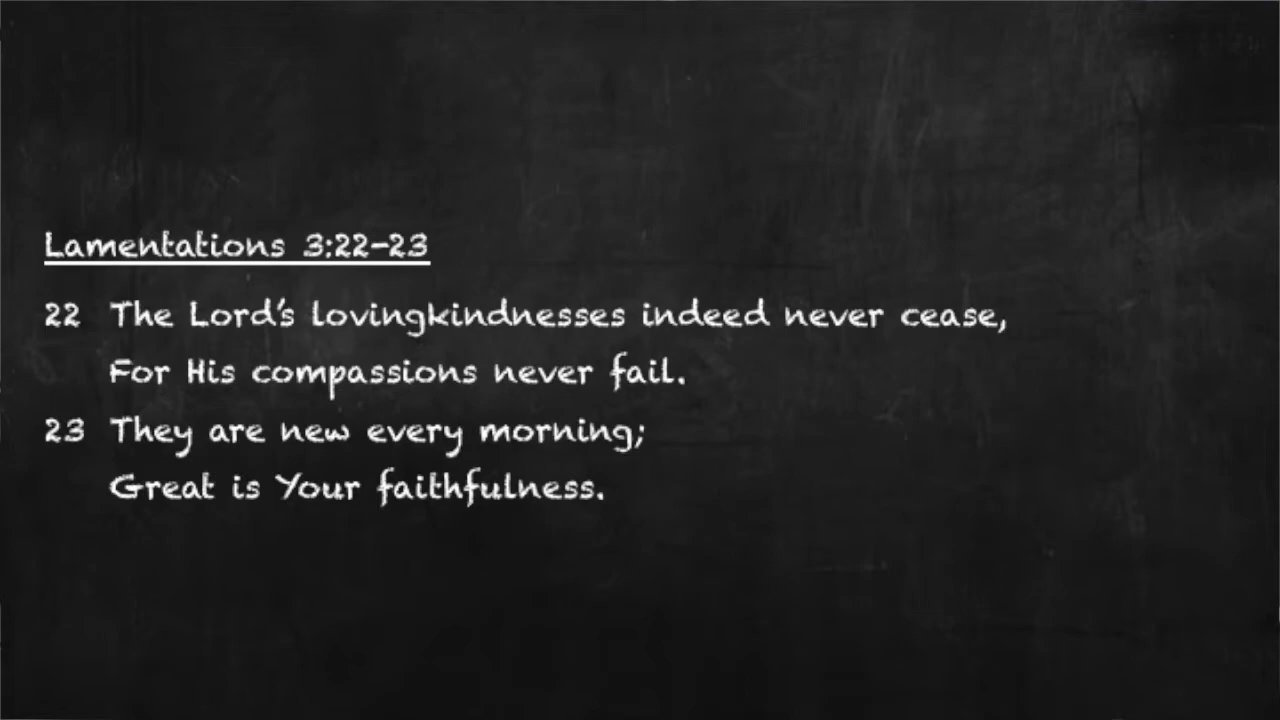 Lamentations 3:22-23
22 The Lord's lovingkindnesses indeed never cease,
For His compassions never fail.
23 They are new every morning;
Great is Your faithfulness.